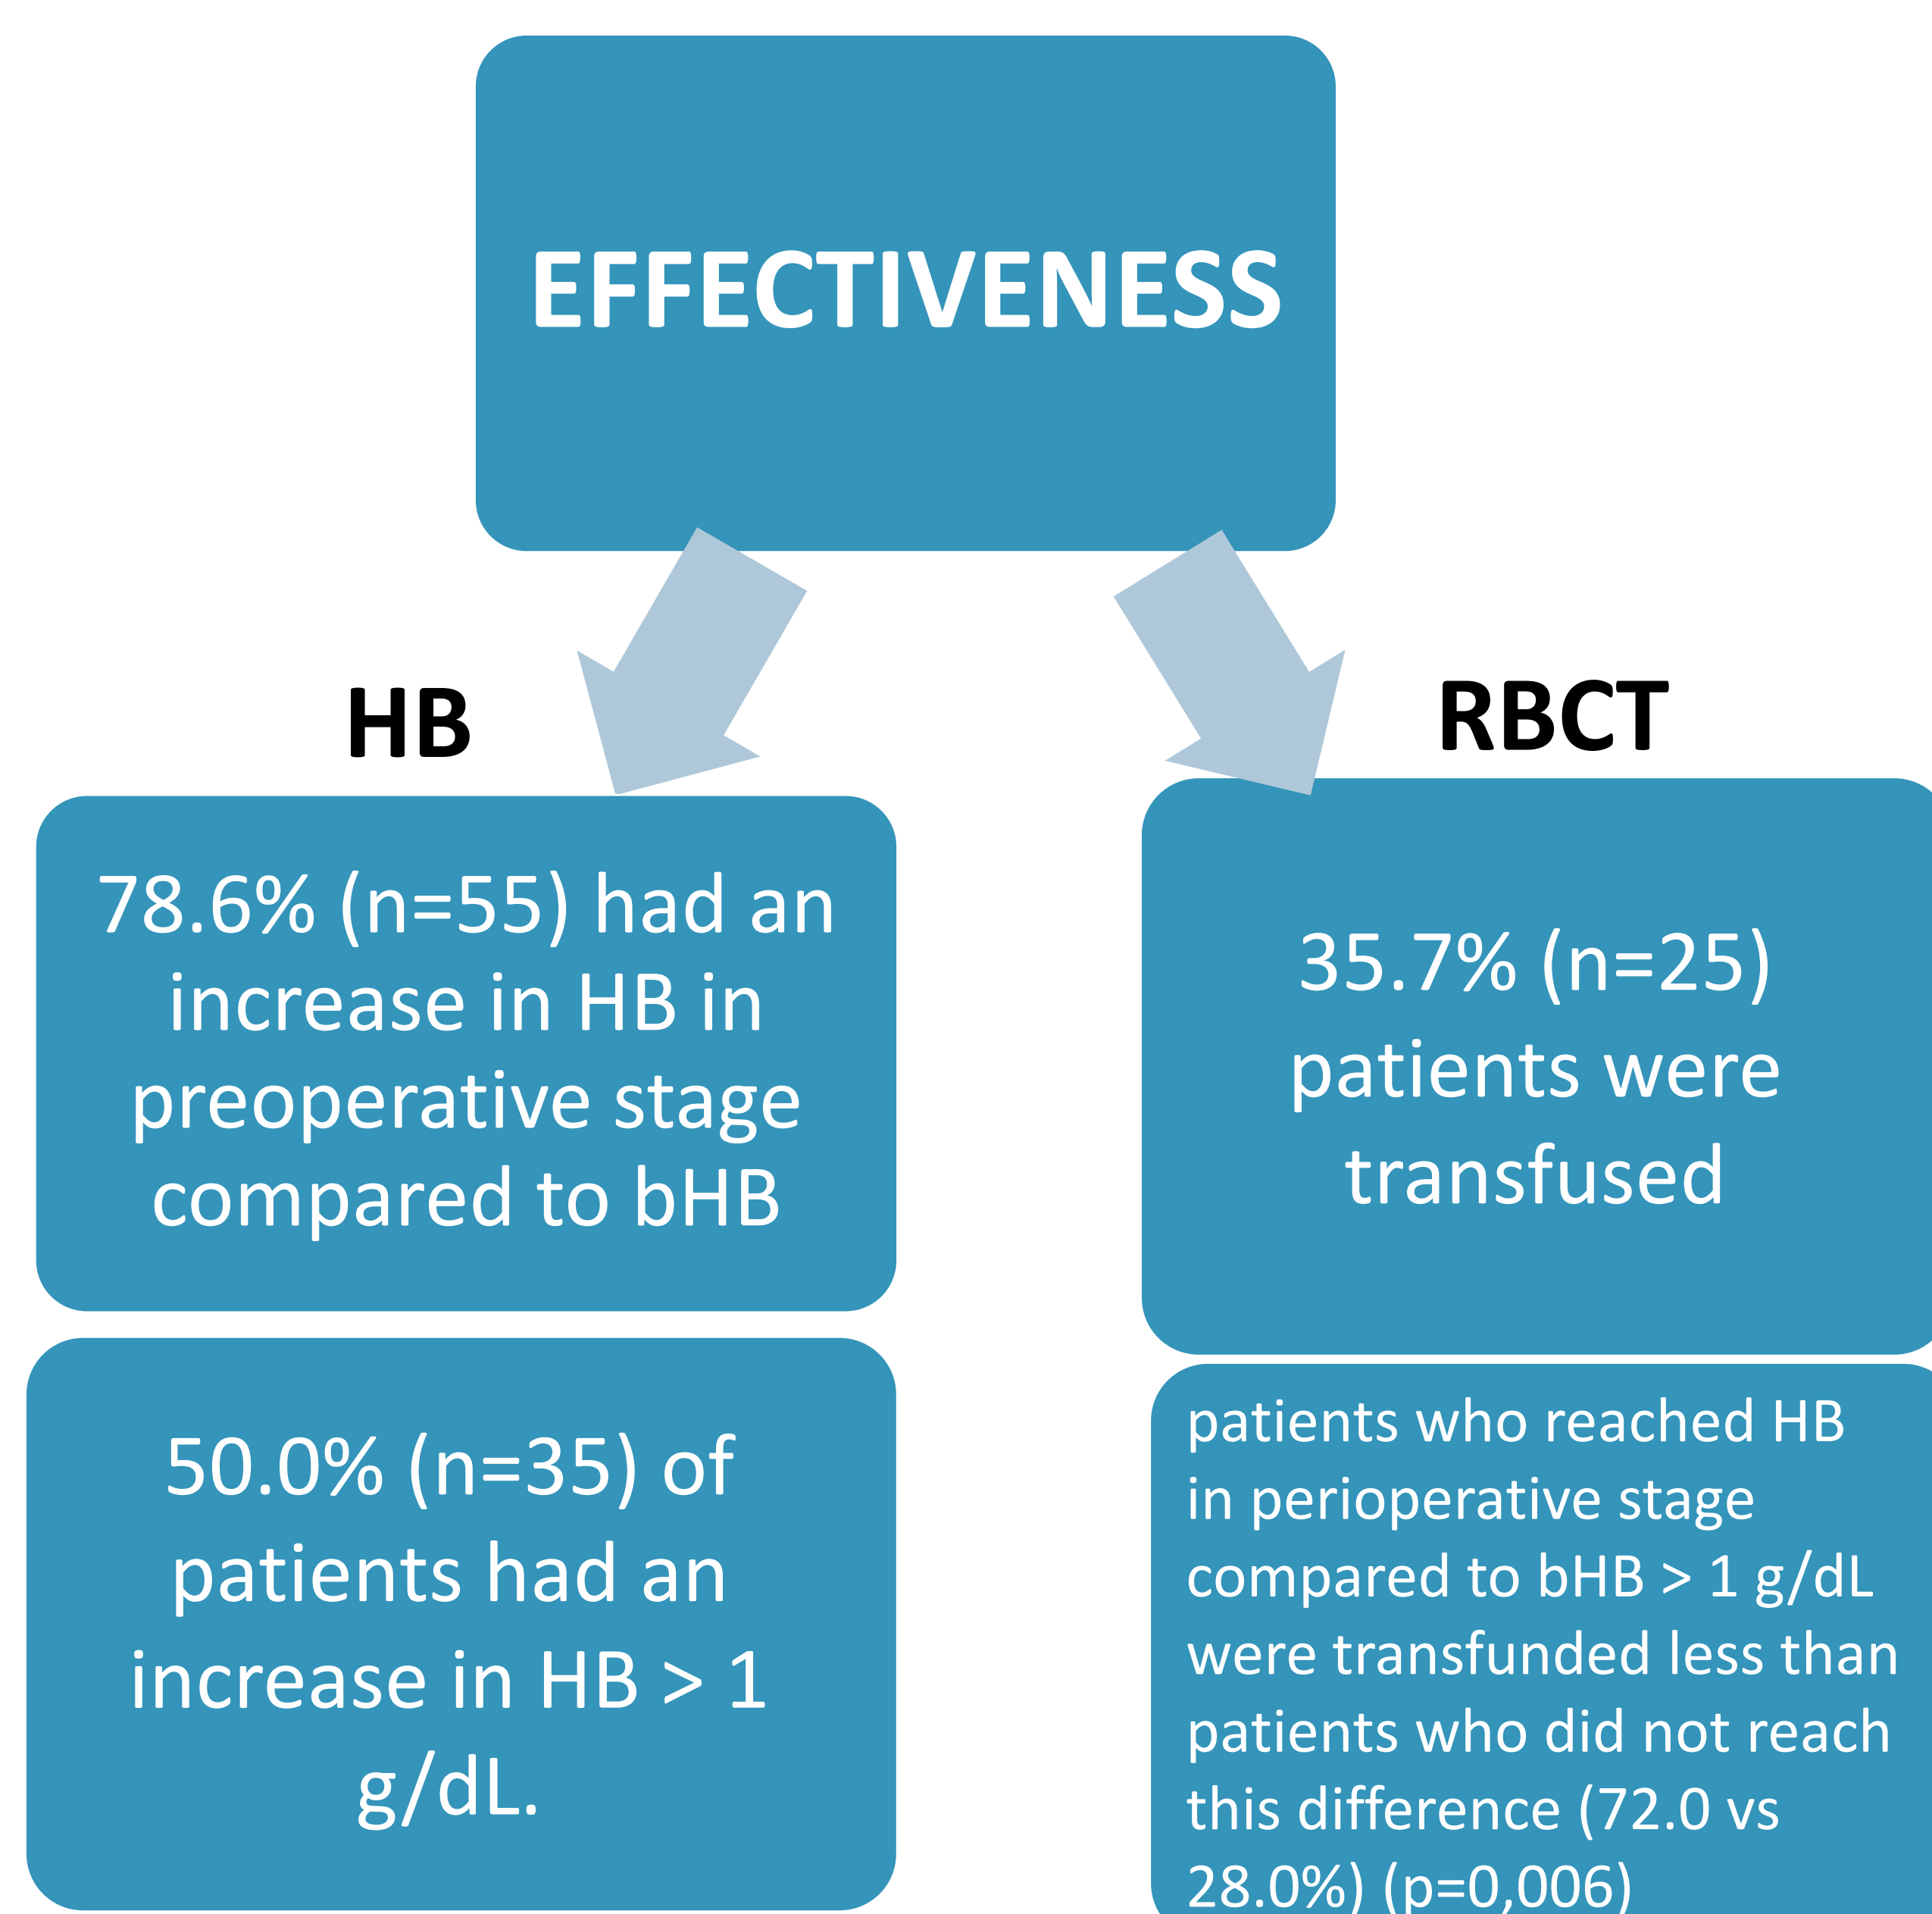 EFFECTIVENESS
HB
78.6% (n=55) had an
increase in HB in
preoperative stage
compared to bHB
50.0% (n=35) of
patients had an
increase in HB > 1
g/dL.
RBCT
35.7% (n=25)
patients were
transfused
patients who reached HB
in perioperative stage
compared to bHB > 1 g/dL
were transfunded less than
patients who did not reach
this difference (72.0 vs
28.0%) (p=0,006)